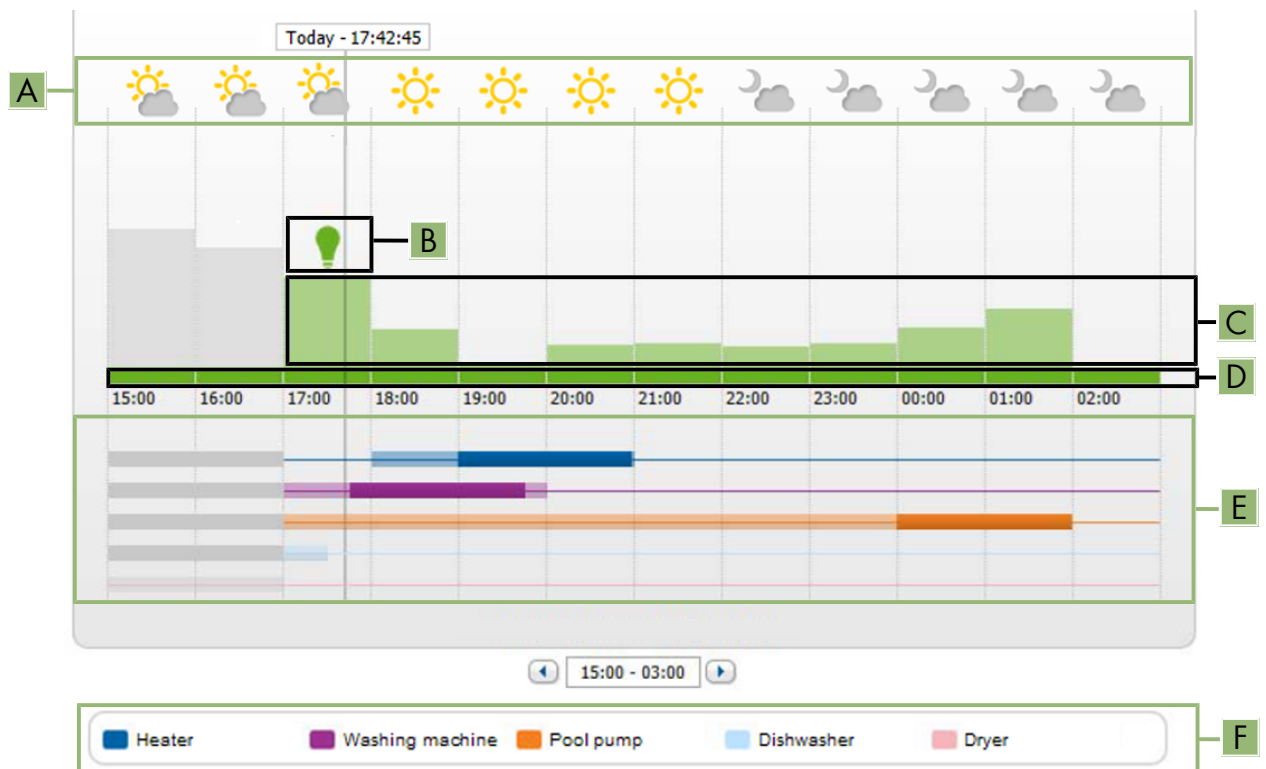 Today - 17:42:45
A
B
C
D
15:00 16:00 17:00 18:00 19:00 20:00 21:00 22:00 23:00 00:00 01:00 02:00
E
15:00 - 03:00
Heater Washing machine Pool pump Dishwasher Dryer
F